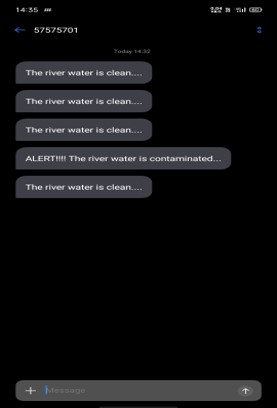 14:35
57575701
Today 14:32
The river water is clean....
The river water is clean....
The river water is clean....
ALERT!!!! The river water is contaminated...
The river water is clean....
Message